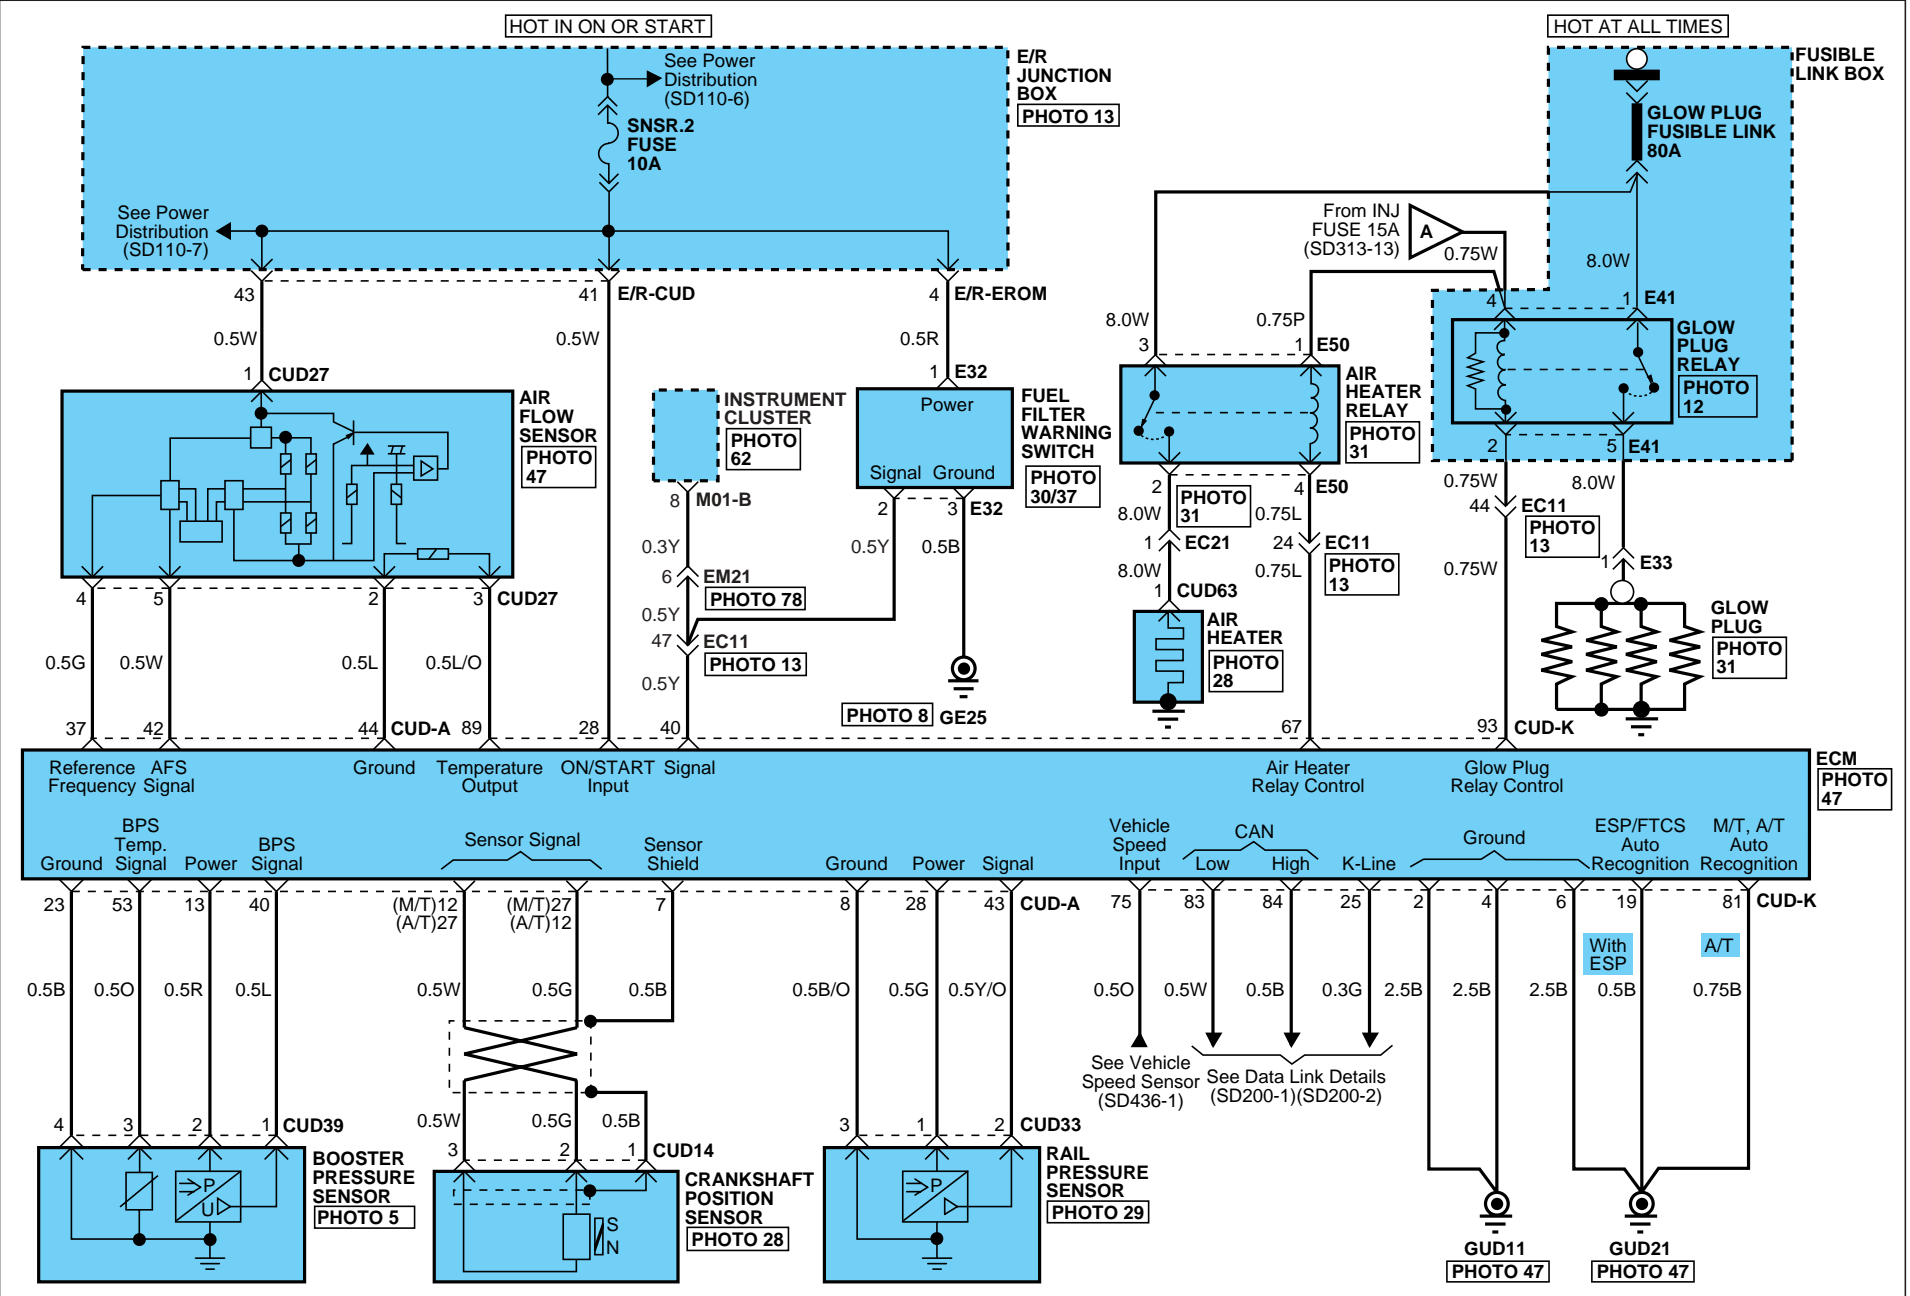 HOT IN ON OR START
HOT AT ALL TIMES
See Power
Distribution
(SD110-6)
SNSR.2
FUSE
10A
See Power
Distribution
(SD110-7)
E/R
JUNCTION
BOX
PHOTO 13
FUSIBLE
LINK BOX
GLOW PLUG
FUSIBLE LINK
80A
From INJ
FUSE 15A
(SD313-13)
A
0.75W
8.0W
43
41
E/R-CUD
4
E/R-EROM
0.5W
0.5W
0.5R
8.0W
0.75P
4
1
E41
3
1
E50
1
CUD27
1
E32
GLOW
PLUG
RELAY
PHOTO
12
AIR
FLOW
SENSOR
PHOTO
47
INSTRUMENT
CLUSTER
PHOTO
62
Power
Signal
Ground
FUEL
FILTER
WARNING
SWITCH
PHOTO
30/37
AIR
HEATER
RELAY
PHOTO
31
2
5
E41
8
M01-B
2
3
E32
2
PHOTO
31
4
E50
0.75W
8.0W
44
EC11
PHOTO
13
0.3Y
0.5Y
0.5B
8.0W
0.75L
1
EC21
24
EC11
PHOTO
13
8.0W
0.75L
0.75W
1
E33
6
EM21
PHOTO 78
4
5
2
3
CUD27
1
CUD63
0.5Y
47
EC11
PHOTO 13
AIR
HEATER
PHOTO
28
GLOW
PLUG
PHOTO
31
0.5G
0.5W
0.5L
0.5L/O
0.5Y
PHOTO 8
GE25
37
42
44
CUD-A
89
28
40
67
93
CUD-K
Reference
Frequency
AFS
Signal
Ground
Temperature
Output
ON/START
Input
Signal
Air Heater
Relay Control
Glow Plug
Relay Control
ECM
PHOTO
47
Ground
BPS
Temp.
Signal
Power
BPS
Signal
Sensor Signal
Sensor
Shield
Ground
Power
Signal
Vehicle
Speed
Input
CAN
Low
High
K-Line
Ground
ESP/FTCS
Auto
Recognition
M/T, A/T
Auto
Recognition
23
53
13
40
(M/T)12
(A/T)27
(M/T)27
(A/T)12
7
8
28
43
CUD-A
75
83
84
25
2
4
6
19
81
CUD-K
With
ESP
A/T
0.5B
0.5O
0.5R
0.5L
0.5W
0.5G
0.5B
0.5B/O
0.5G
0.5Y/O
0.5O
0.5W
0.5B
0.3G
2.5B
2.5B
2.5B
0.5B
0.75B
See Vehicle
Speed Sensor
(SD436-1)
See Data Link Details
(SD200-1)(SD200-2)
0.5W
0.5G
0.5B
4
3
2
1
CUD39
3
2
1
CUD14
3
1
2
CUD33
P
U
BOOSTER
PRESSURE
SENSOR
PHOTO 5
S
N
CRANKSHAFT
POSITION
SENSOR
PHOTO 28
P
RAIL
PRESSURE
SENSOR
PHOTO 29
GUD11
PHOTO 47
GUD21
PHOTO 47